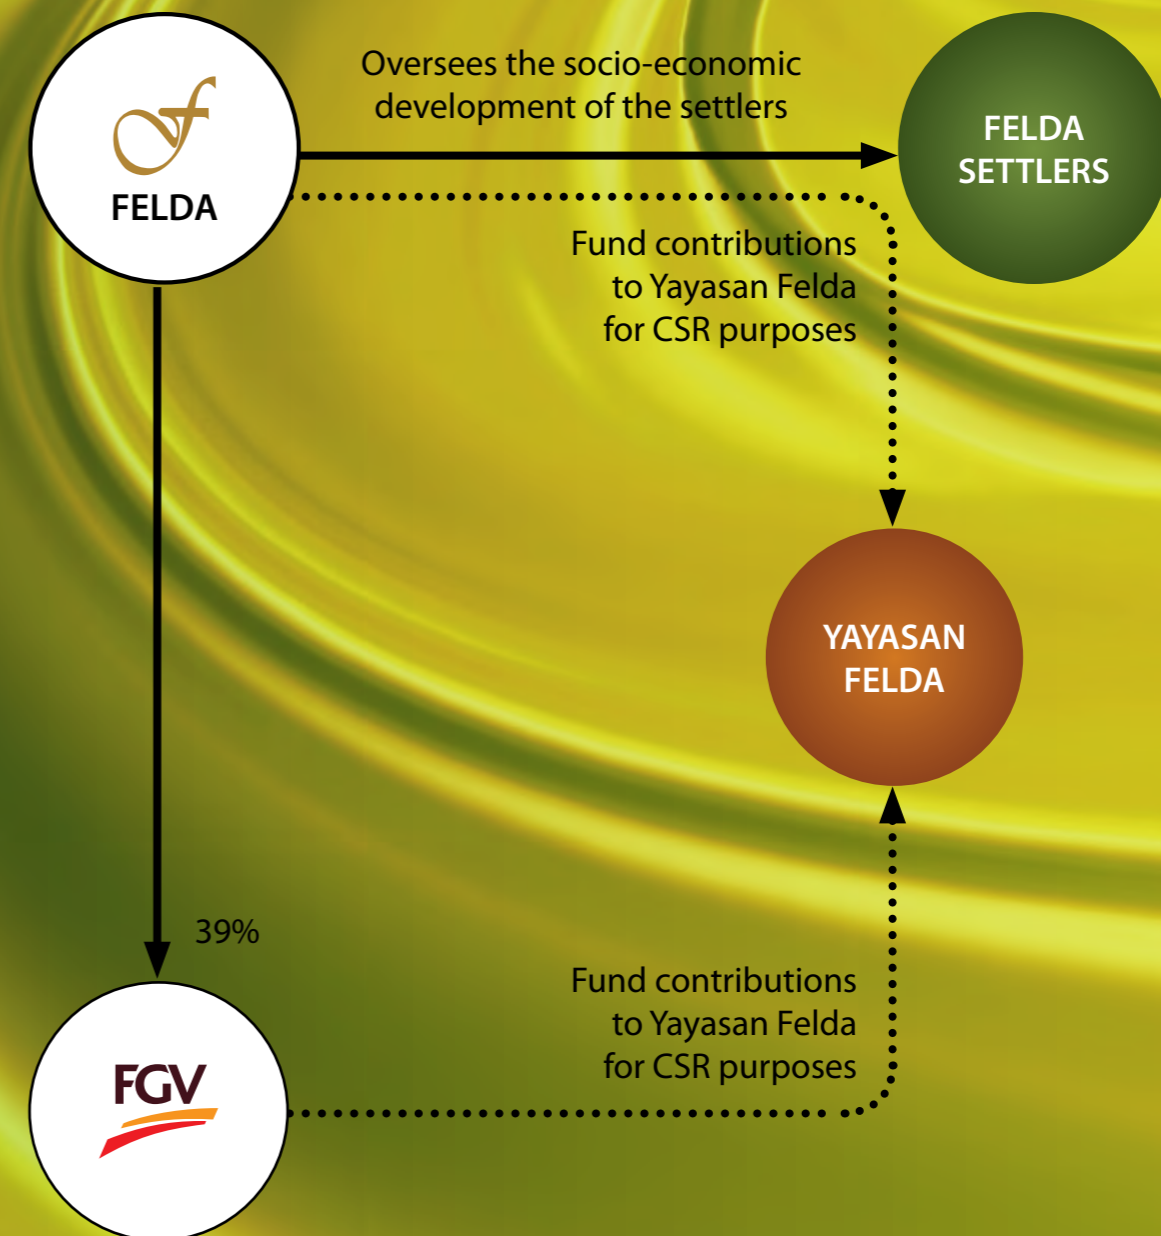 Oversees the socio-economic
development of the settlers
FELDA
FELDA
SETTLERS
Fund contributions
to Yayasan Felda
for CSR purposes
YAYASAN
FELDA
39%
Fund contributions
to Yayasan Felda
for CSR purposes
FGV